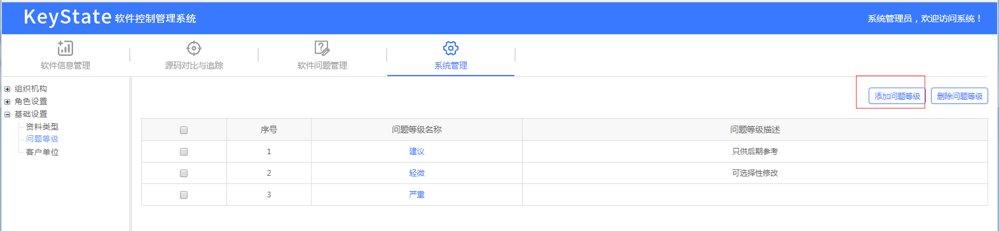 KeyState 软件控制管理系统
系统管理员，欢迎访问系统！
软件信息管理
源码对比与追踪
软件问题管理
系统管理
组织机构
角色设置
基础设置
资料类型
问题等级
客户单位
添加问题等级
删除问题等级
序号 问题等级名称 问题等级描述
1 建议 只供后期参考
2 轻微 可选择性修改
3 严重